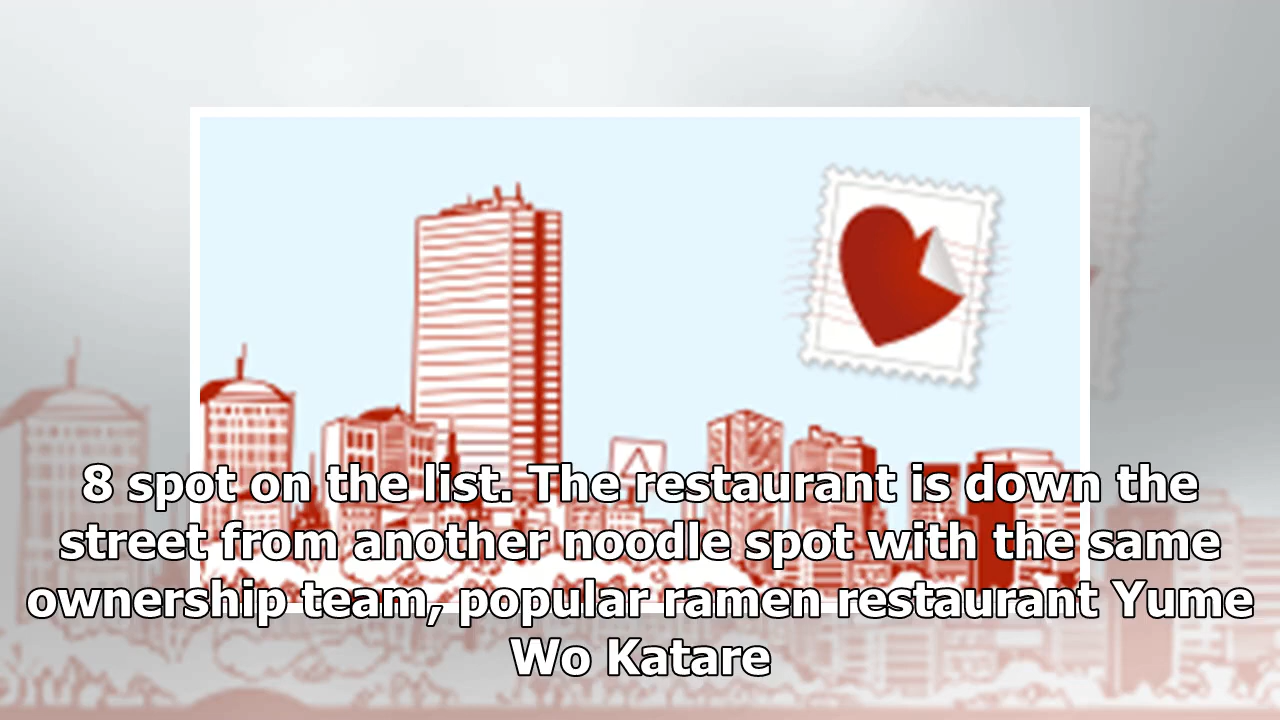 8 spot on the list. The restaurant is down the
street from another noodle spot with the same
ownership team, popular ramen restaurant Yume
Wo Katare